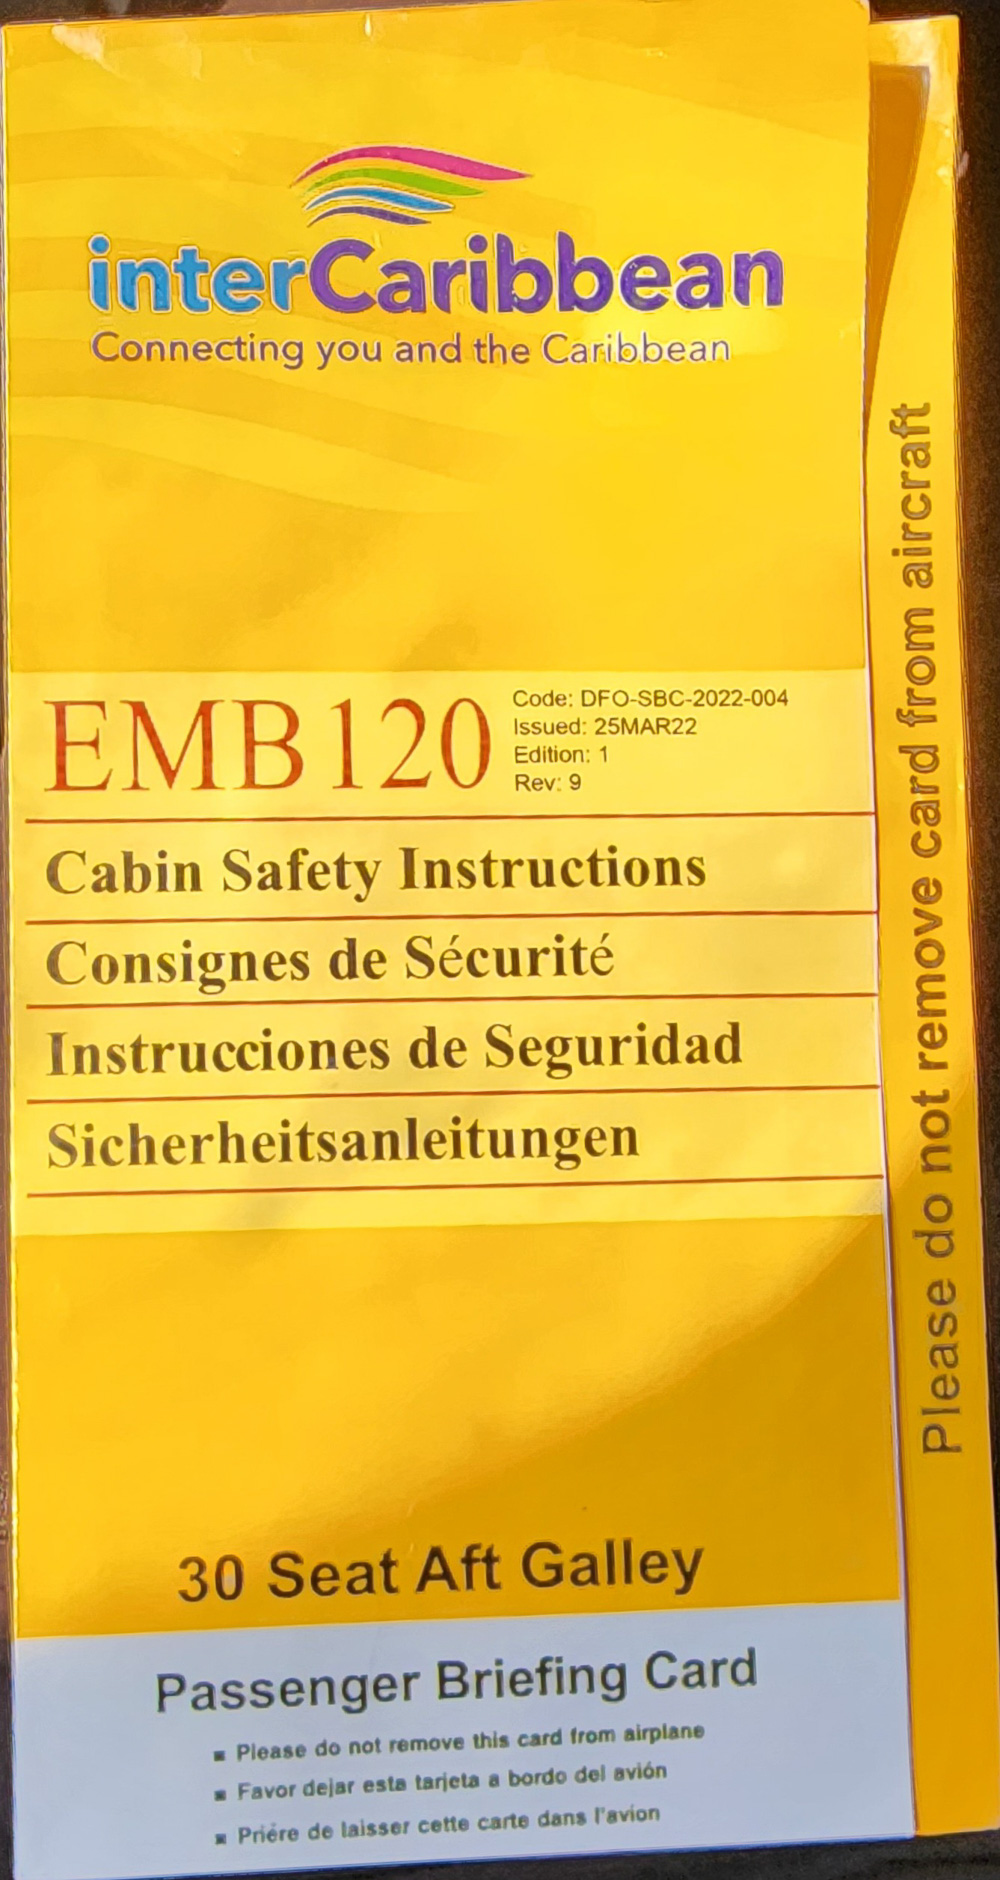 interCaribbean
Connecting you and the Caribbean
EMB120
Code: DFO-SBC-2022-004
Issued: 25MAR22
Edition: 1
Rev: 9
Cabin Safety Instructions
Consignes de Sécurité
Instrucciones de Seguridad
Sicherheitsanleitungen
30 Seat Aft Galley
Passenger Briefing Card
▪ Please do not remove this card from airplane
▪ Favor dejar esta tarjeta a bordo del avión
▪ Priére de laisser cette carte dans l'avion
Please do not remove card from aircraft